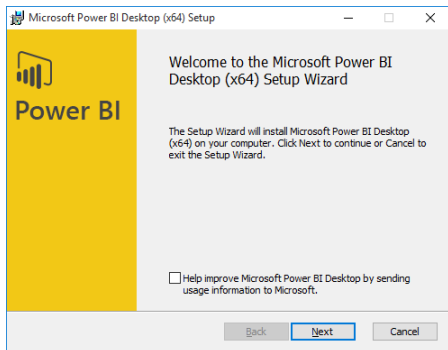 Microsoft Power BI Desktop (x64) Setup
Power BI
Welcome to the Microsoft Power BI
Desktop (x64) Setup Wizard
The Setup Wizard will install Microsoft Power BI Desktop
(x64) on your computer. Click Next to continue or Cancel to
exit the Setup Wizard.
Help improve Microsoft Power BI Desktop by sending
usage information to Microsoft.
Back Next Cancel